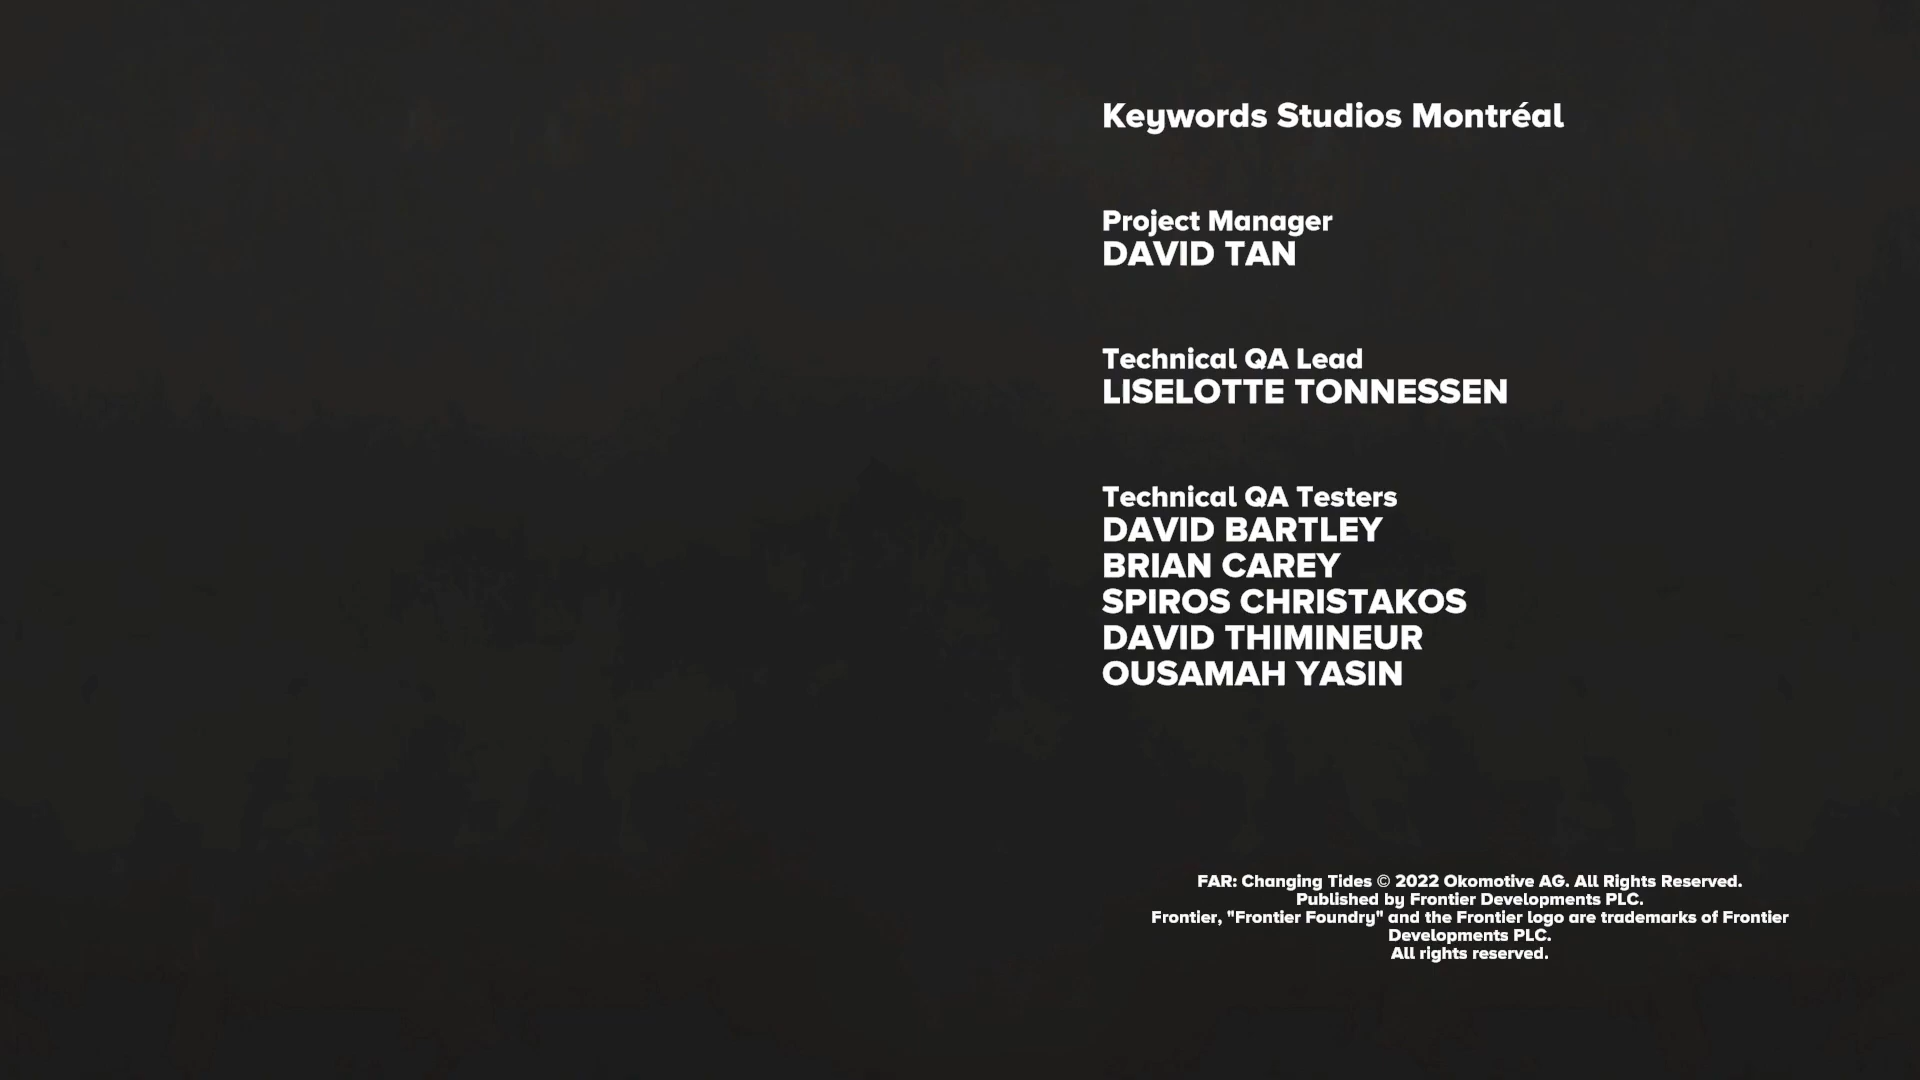 Keywords Studios Montréal
Project Manager
DAVID TAN
Technical QA Lead
LISELOTTE TONNESSEN
Technical QA Testers
DAVID BARTLEY
BRIAN CAREY
SPIROS CHRISTAKOS
DAVID THIMINEUR
OUSAMAH YASIN
FAR: Changing Tides © 2022 Okomotive AG. All Rights Reserved.
Published by Frontier Developments PLC.
Frontier, "Frontier Foundry" and the Frontier logo are trademarks of Frontier
Developments PLC.
All rights reserved.